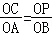 OC/OA = OP/OB